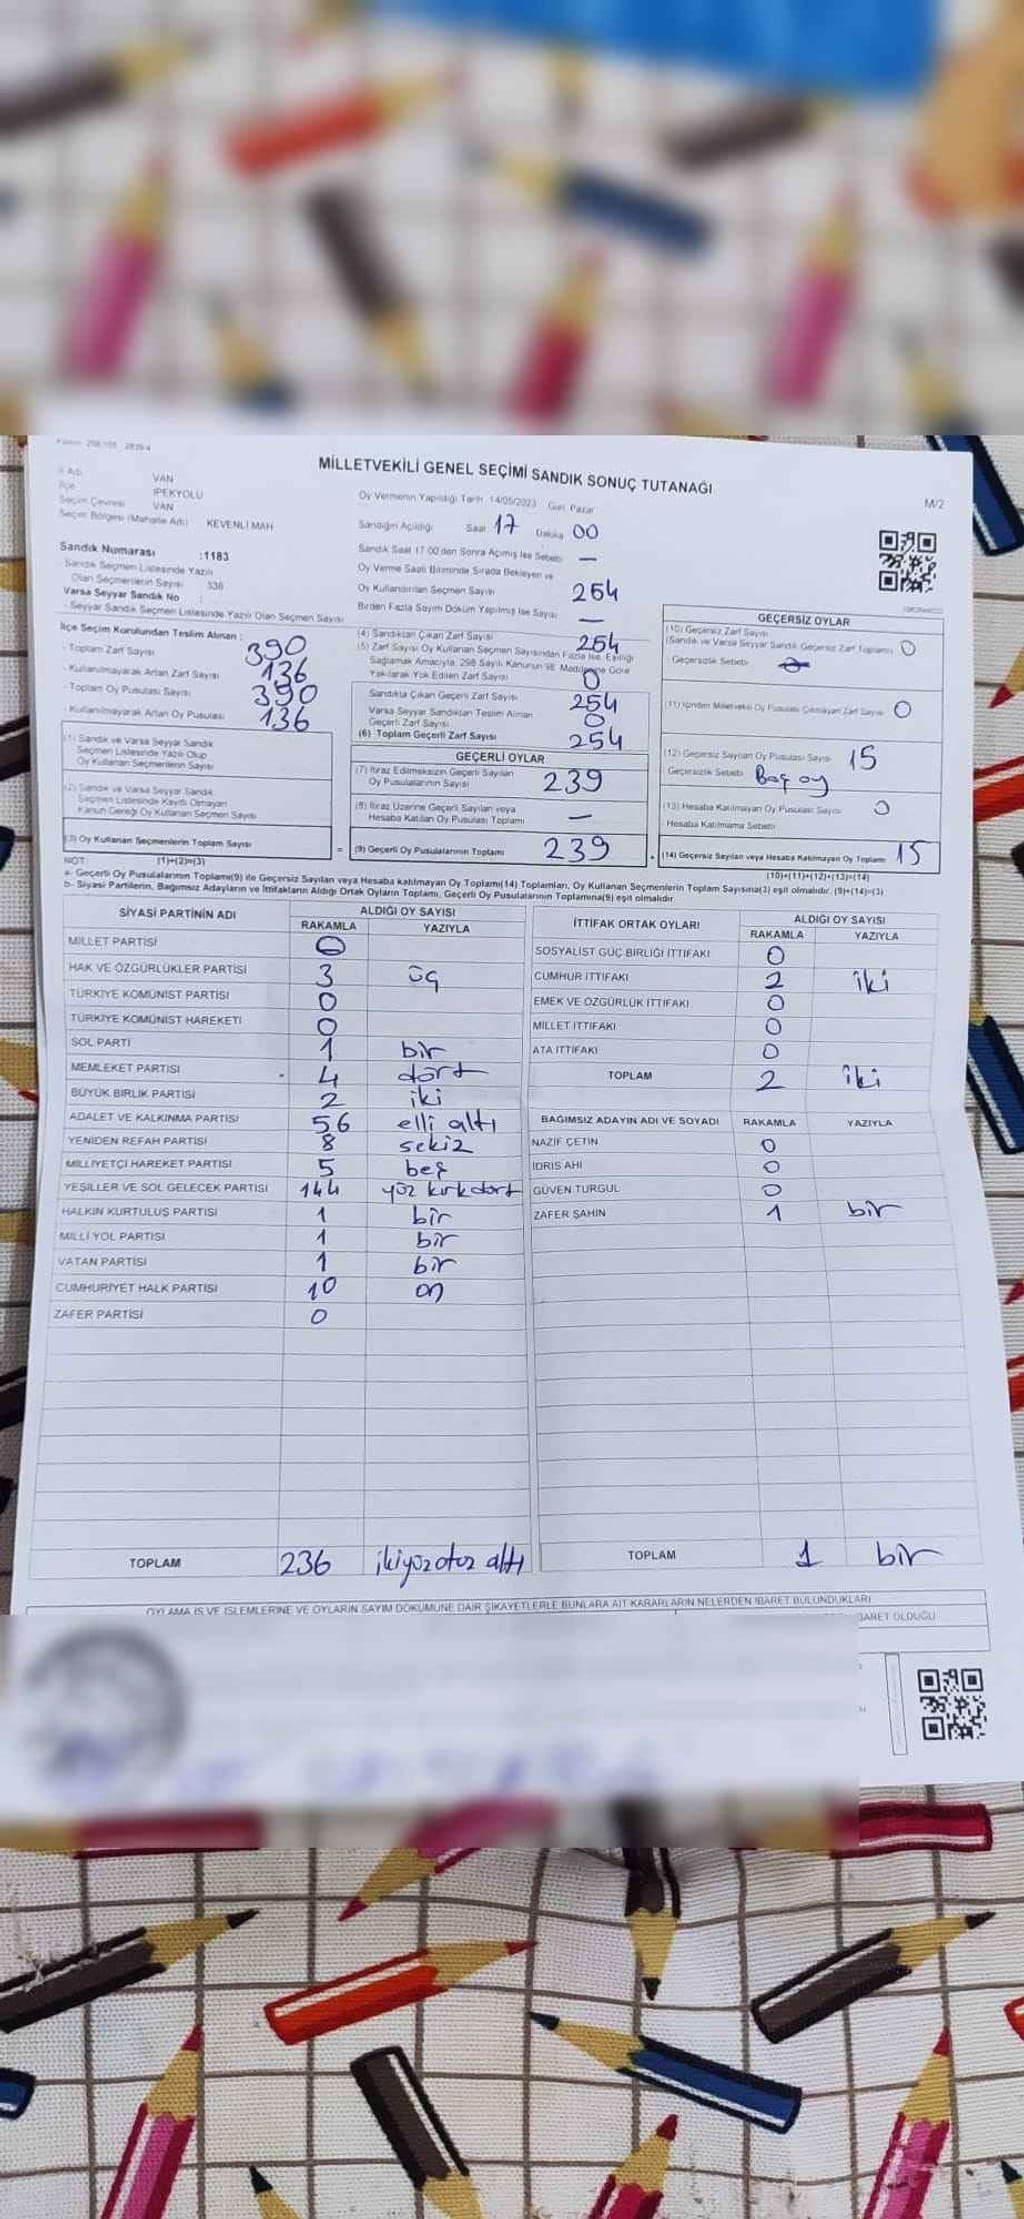 MİLLETVEKİLİ GENEL SEÇİMİ SANDIK SONUÇ TUTANAĞI
M/2
İl Adı VAN
İlçe İPEKYOLU
Seçim Çevresi VAN
Seçim Bölgesi (Mahalle Adı) KEVENLİ MAH
Sandık Numarası :1183
Sandık Seçmen Listesinde Yazılı
Olan Seçmenlerin Sayısı 338
Varsa Seyyar Sandık No :
- Seyyar Sandık Seçmen Listesinde Yazılı Olan Seçmen Sayısı
Oy Vermenin Yapıldığı Tarih 14/05/2023 Gün Pazar
Sandığın Açıldığı Saat 17 Dakika 00
Sandık Saat 17 00'dan Sonra Açılmış İse Sebebi —
Oy Verme Saati Bitiminde Sırada Bekleyen ve
Oy Kullandırılan Seçmen Sayısı 254
Birden Fazla Sayım Döküm Yapılmış İse Sayısı —
İlçe Seçim Kurulundan Teslim Alınan :
- Toplam Zarf Sayısı 390
- Kullanılmayarak Artan Zarf Sayısı 136
- Toplam Oy Pusulası Sayısı 390
- Kullanılmayarak Artan Oy Pusulası 136
(1) Sandık ve Varsa Seyyar Sandık
Seçmen Listesinde Yazılı Olup
Oy Kullanan Seçmenlerin Sayısı
(2) Sandık ve Varsa Seyyar Sandık
Seçmen Listesinde Kaydı Olmayan
Kanun Gereği Oy Kullanan Seçmen Sayısı
(3) Oy Kullanan Seçmenlerin Toplam Sayısı =
(4) Sandıktan Çıkan Zarf Sayısı 254
(5) Zarf Sayısı Oy Kullanan Seçmen Sayısından Fazla İse, Eşitliği
Sağlamak Amacıyla, 298 Sayılı Kanunun 98. Maddesine Göre
Yakılarak Yok Edilen Zarf Sayısı 0
Sandıkta Çıkan Geçerli Zarf Sayısı 254
Varsa Seyyar Sandıktan Teslim Alınan
Geçerli Zarf Sayısı 0
(6) Toplam Geçerli Zarf Sayısı 254
GEÇERLİ OYLAR
(7) İtiraz Edilmeksizin Geçerli Sayılan
Oy Pusulalarının Sayısı 239
(8) İtiraz Üzerine Geçerli Sayılan veya
Hesaba Katılan Oy Pusulası Toplamı —
(9) Geçerli Oy Pusulalarının Toplamı 239 +
GEÇERSİZ OYLAR
(10) Geçersiz Zarf Sayısı
(Sandık ve Varsa Seyyar Sandık Geçersiz Zarf Toplamı) 0
Geçersizlik Sebebi
(11) İçinden Milletvekili Oy Pusulası Çıkmayan Zarf Sayısı 0
(12) Geçersiz Sayılan Oy Pusulası Sayısı 15
Geçersizlik Sebebi Boş oy
(13) Hesaba Katılmayan Oy Pusulası Sayısı 0
Hesaba Katılmama Sebebi
(14) Geçersiz Sayılan veya Hesaba Katılmayan Oy Toplamı 15
NOT: (1)+(2)=(3) (10)+(11)+(12)+(13)=(14)
a- Geçerli Oy Pusulalarının Toplamı(9) ile Geçersiz Sayılan veya Hesaba katılmayan Oy Toplamı(14) Toplamları, Oy Kullanan Seçmenlerin Toplam Sayısına(3) eşit olmalıdır. (9)+(14)=(3)
b- Siyasi Partilerin, Bağımsız Adayların ve İttifakların Aldığı Ortak Oyların Toplamı, Geçerli Oy Pusulalarının Toplamına(9) eşit olmalıdır
SİYASİ PARTİNİN ADI ALDIĞI OY SAYISI
RAKAMLA YAZIYLA
MİLLET PARTİSİ 0
HAK VE ÖZGÜRLÜKLER PARTİSİ 3 üç
TÜRKİYE KOMÜNİST PARTİSİ 0
TÜRKİYE KOMÜNİST HAREKETİ 0
SOL PARTİ 1 bir
MEMLEKET PARTİSİ 4 dört
BÜYÜK BİRLİK PARTİSİ 2 iki
ADALET VE KALKINMA PARTİSİ 56 elli altı
YENİDEN REFAH PARTİSİ 8 sekiz
MİLLİYETÇİ HAREKET PARTİSİ 5 beş
YEŞİLLER VE SOL GELECEK PARTİSİ 144 yüz kırkdört
HALKIN KURTULUŞ PARTİSİ 1 bir
MİLLİ YOL PARTİSİ 1 bir
VATAN PARTİSİ 1 bir
CUMHURİYET HALK PARTİSİ 10 on
ZAFER PARTİSİ 0
TOPLAM 236 ikiyüzotuz altı
İTTİFAK ORTAK OYLARI ALDIĞI OY SAYISI
RAKAMLA YAZIYLA
SOSYALİST GÜÇ BİRLİĞİ İTTİFAKI 0
CUMHUR İTTİFAKI 2 iki
EMEK VE ÖZGÜRLÜK İTTİFAKI 0
MİLLET İTTİFAKI 0
ATA İTTİFAKI 0
TOPLAM 2 iki
BAĞIMSIZ ADAYIN ADI VE SOYADI RAKAMLA YAZIYLA
NAZİF ÇETİN 0
İDRİS AHİ 0
GÜVEN TURGUL 0
ZAFER ŞAHİN 1 bir
TOPLAM 1 bir
OYLAMA İŞ VE İŞLEMLERİNE VE OYLARIN SAYIM DÖKÜMÜNE DAİR ŞİKAYETLERLE BUNLARA AİT KARARLARIN NELERDEN İBARET BULUNDUKLARI
BARET OLDUĞU